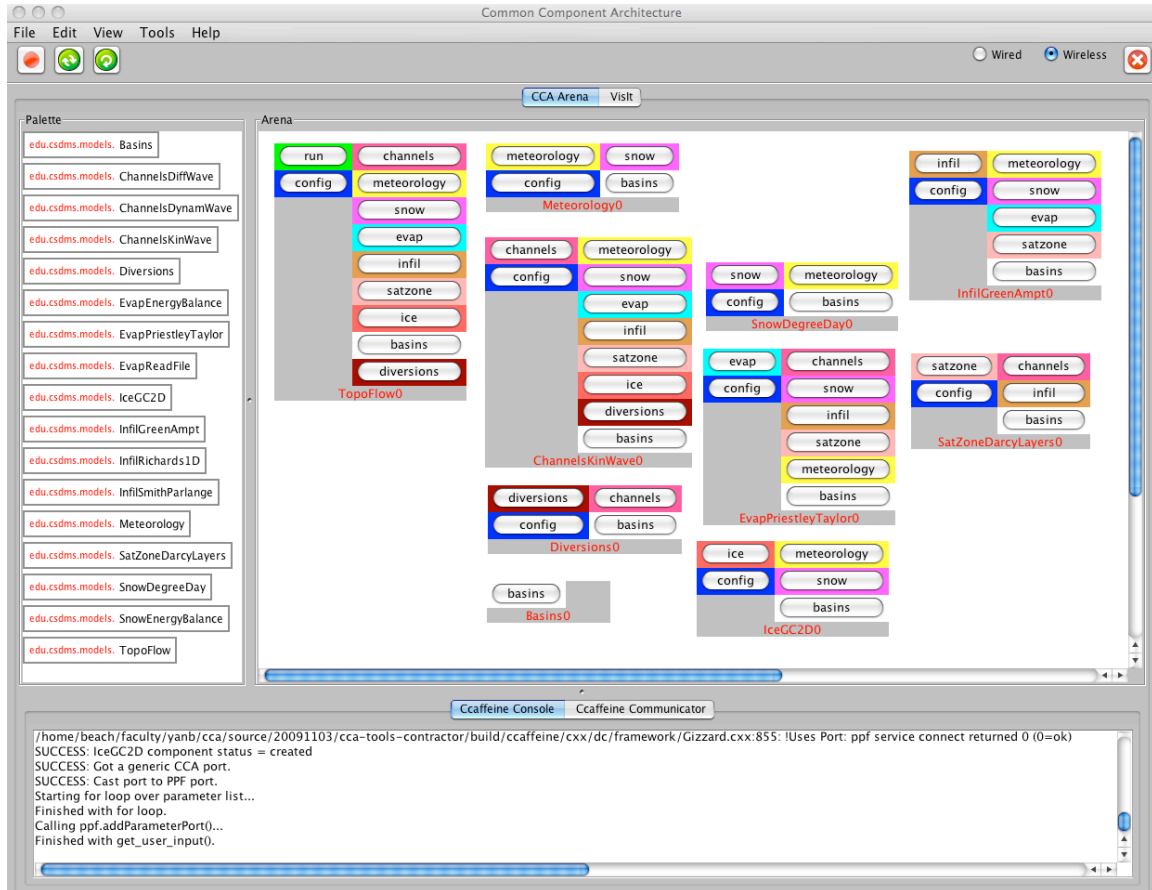 Common Component Architecture
File Edit View Tools Help
Wired Wireless
CCA Arena VisIt
Palette
edu.csdms.models. Basins
edu.csdms.models. ChannelsDiffWave
edu.csdms.models. ChannelsDynamWave
edu.csdms.models. ChannelsKinWave
edu.csdms.models. Diversions
edu.csdms.models. EvapEnergyBalance
edu.csdms.models. EvapPriestleyTaylor
edu.csdms.models. EvapReadFile
edu.csdms.models. IceGC2D
edu.csdms.models. InfilGreenAmpt
edu.csdms.models. InfilRichards1D
edu.csdms.models. InfilSmithParlange
edu.csdms.models. Meteorology
edu.csdms.models. SatZoneDarcyLayers
edu.csdms.models. SnowDegreeDay
edu.csdms.models. SnowEnergyBalance
edu.csdms.models. TopoFlow
Arena
run channels
config meteorology
snow
evap
infil
satzone
ice
basins
diversions
TopoFlow0
meteorology snow
config basins
Meteorology0
channels meteorology
config snow
evap
infil
satzone
ice
diversions
basins
ChannelsKinWave0
diversions channels
config basins
Diversions0
basins
Basins0
snow meteorology
config basins
SnowDegreeDay0
evap channels
config snow
infil
satzone
meteorology
basins
EvapPriestleyTaylor0
ice meteorology
config snow
basins
IceGC2D0
infil meteorology
config snow
evap
satzone
basins
InfilGreenAmpt0
satzone channels
config infil
basins
SatZoneDarcyLayers0
Ccaffeine Console Ccaffeine Communicator
/home/beach/faculty/yanb/cca/source/20091103/cca-tools-contractor/build/ccaffeine/cxx/dc/framework/Gizzard.cxx:855: !Uses Port: ppf service connect returned 0 (0=ok)
SUCCESS: IceGC2D component status = created
SUCCESS: Got a generic CCA port.
SUCCESS: Cast port to PPF port.
Starting for loop over parameter list...
Finished with for loop.
Calling ppf.addParameterPort()...
Finished with get_user_input().